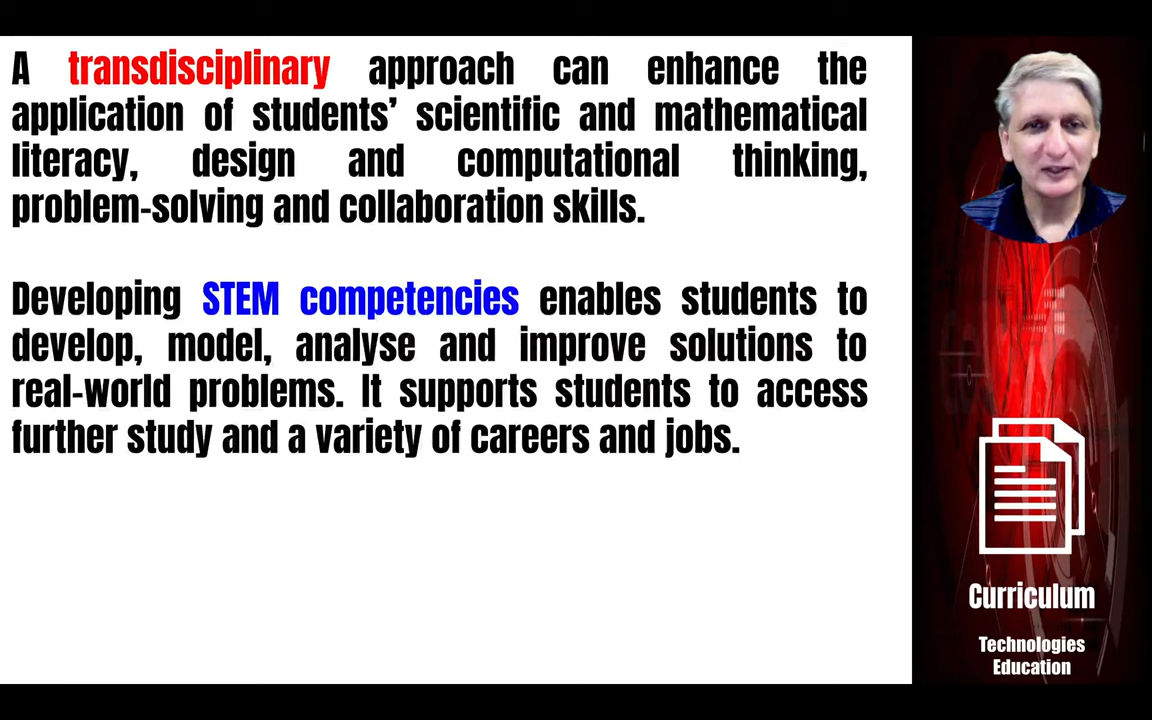 A transdisciplinary approach can enhance the
application of students’ scientific and mathematical
literacy, design and computational thinking,
problem-solving and collaboration skills.
Developing STEM competencies enables students to
develop, model, analyse and improve solutions to
real-world problems. It supports students to access
further study and a variety of careers and jobs.
Curriculum
Technologies
Education